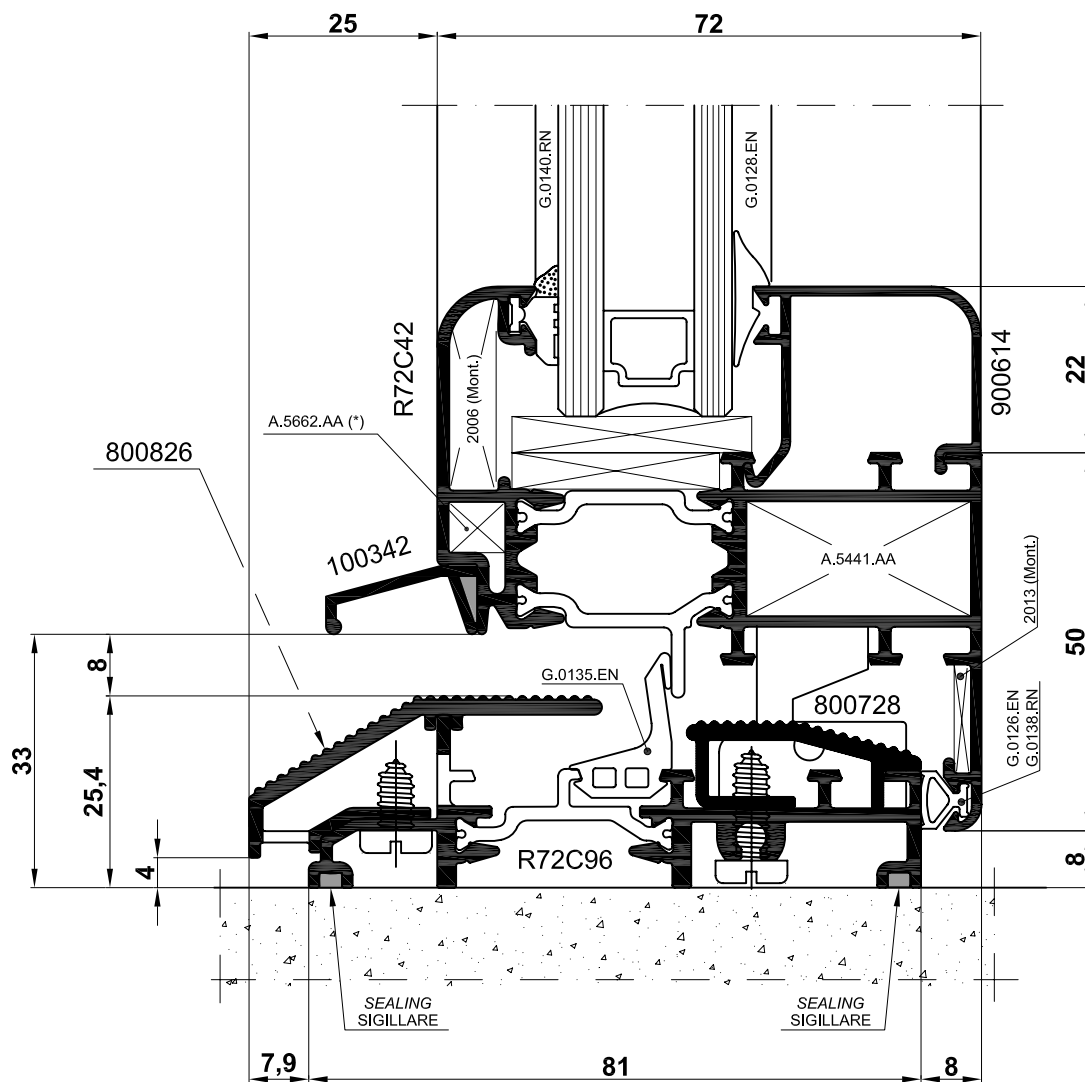 25
72
G.0140.RN
G.0128.EN
R72C42
2006 (Mont.)
900614
22
A.5662.AA (*)
800826
100342
A.5441.AA
2013 (Mont.)
50
8
G.0135.EN
800728
G.0126.EN
G.0138.RN
33
25,4
4
R72C96
8
SEALING
SIGILLARE
SEALING
SIGILLARE
7,9
81
8